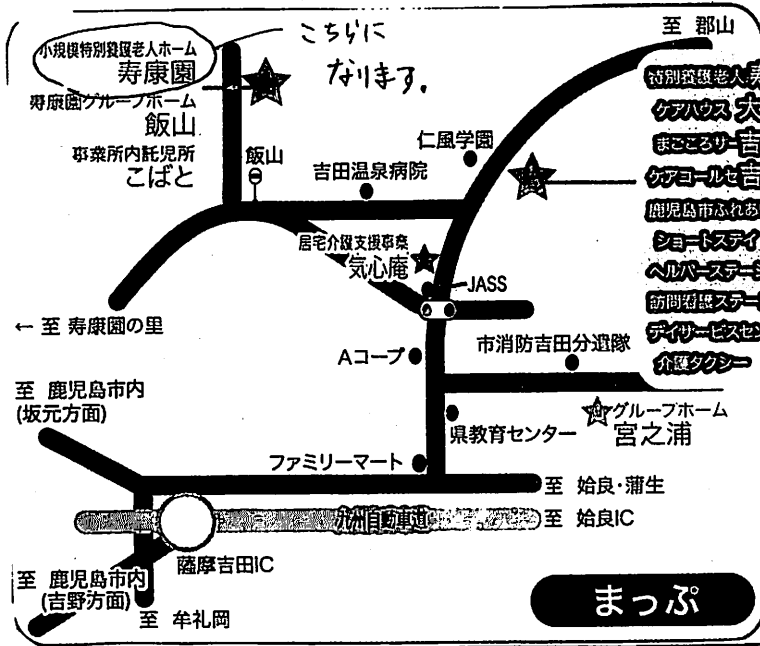 小規模特別養護老人ホーム
寿康園
こちらに
なります。
至 郡山
寿康園グループホーム
飯山
事業所内託児所
こばと
飯山
吉田温泉病院
仁風学園
特別養護老人
ケアハウス 大
まごころサー吉
ケアコールセ吉
鹿児島市ふれあ
ショートステイ
ヘルパーステーシ
訪問看護ステー
デイサービスセン
介護タクシー
居宅介護支援事業
気心庵
JASS
← 至 寿康園の里
Aコープ
市消防吉田分遣隊
至 鹿児島市内
(坂元方面)
県教育センター
グループホーム
宮之浦
ファミリーマート
至 姶良・蒲生
九州自動車道
至 姶良IC
薩摩吉田IC
至 鹿児島市内
(吉野方面)
至 牟礼岡
まっぷ